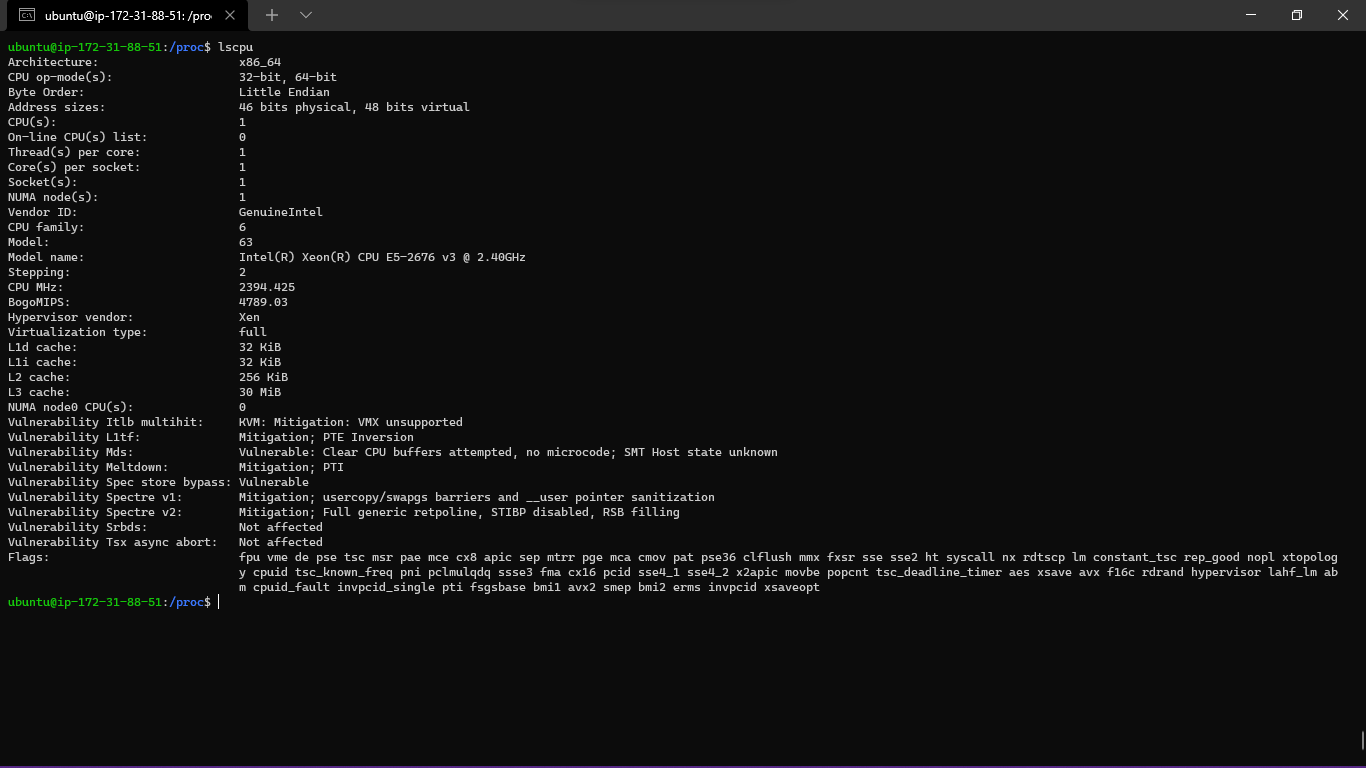 ubuntu@ip-172-31-88-51: /proc
ubuntu@ip-172-31-88-51:/proc$ lscpu
Architecture: x86_64
CPU op-mode(s): 32-bit, 64-bit
Byte Order: Little Endian
Address sizes: 46 bits physical, 48 bits virtual
CPU(s): 1
On-line CPU(s) list: 0
Thread(s) per core: 1
Core(s) per socket: 1
Socket(s): 1
NUMA node(s): 1
Vendor ID: GenuineIntel
CPU family: 6
Model: 63
Model name: Intel(R) Xeon(R) CPU E5-2676 v3 @ 2.40GHz
Stepping: 2
CPU MHz: 2394.425
BogoMIPS: 4789.03
Hypervisor vendor: Xen
Virtualization type: full
L1d cache: 32 KiB
L1i cache: 32 KiB
L2 cache: 256 KiB
L3 cache: 30 MiB
NUMA node0 CPU(s): 0
Vulnerability Itlb multihit: KVM: Mitigation: VMX unsupported
Vulnerability L1tf: Mitigation; PTE Inversion
Vulnerability Mds: Vulnerable: Clear CPU buffers attempted, no microcode; SMT Host state unknown
Vulnerability Meltdown: Mitigation; PTI
Vulnerability Spec store bypass: Vulnerable
Vulnerability Spectre v1: Mitigation; usercopy/swapgs barriers and __user pointer sanitization
Vulnerability Spectre v2: Mitigation; Full generic retpoline, STIBP disabled, RSB filling
Vulnerability Srbds: Not affected
Vulnerability Tsx async abort: Not affected
Flags: fpu vme de pse tsc msr pae mce cx8 apic sep mtrr pge mca cmov pat pse36 clflush mmx fxsr sse sse2 ht syscall nx rdtscp lm constant_tsc rep_good nopl xtopolog
y cpuid tsc_known_freq pni pclmulqdq ssse3 fma cx16 pcid sse4_1 sse4_2 x2apic movbe popcnt tsc_deadline_timer aes xsave avx f16c rdrand hypervisor lahf_lm ab
m cpuid_fault invpcid_single pti fsgsbase bmi1 avx2 smep bmi2 erms invpcid xsaveopt
ubuntu@ip-172-31-88-51:/proc$